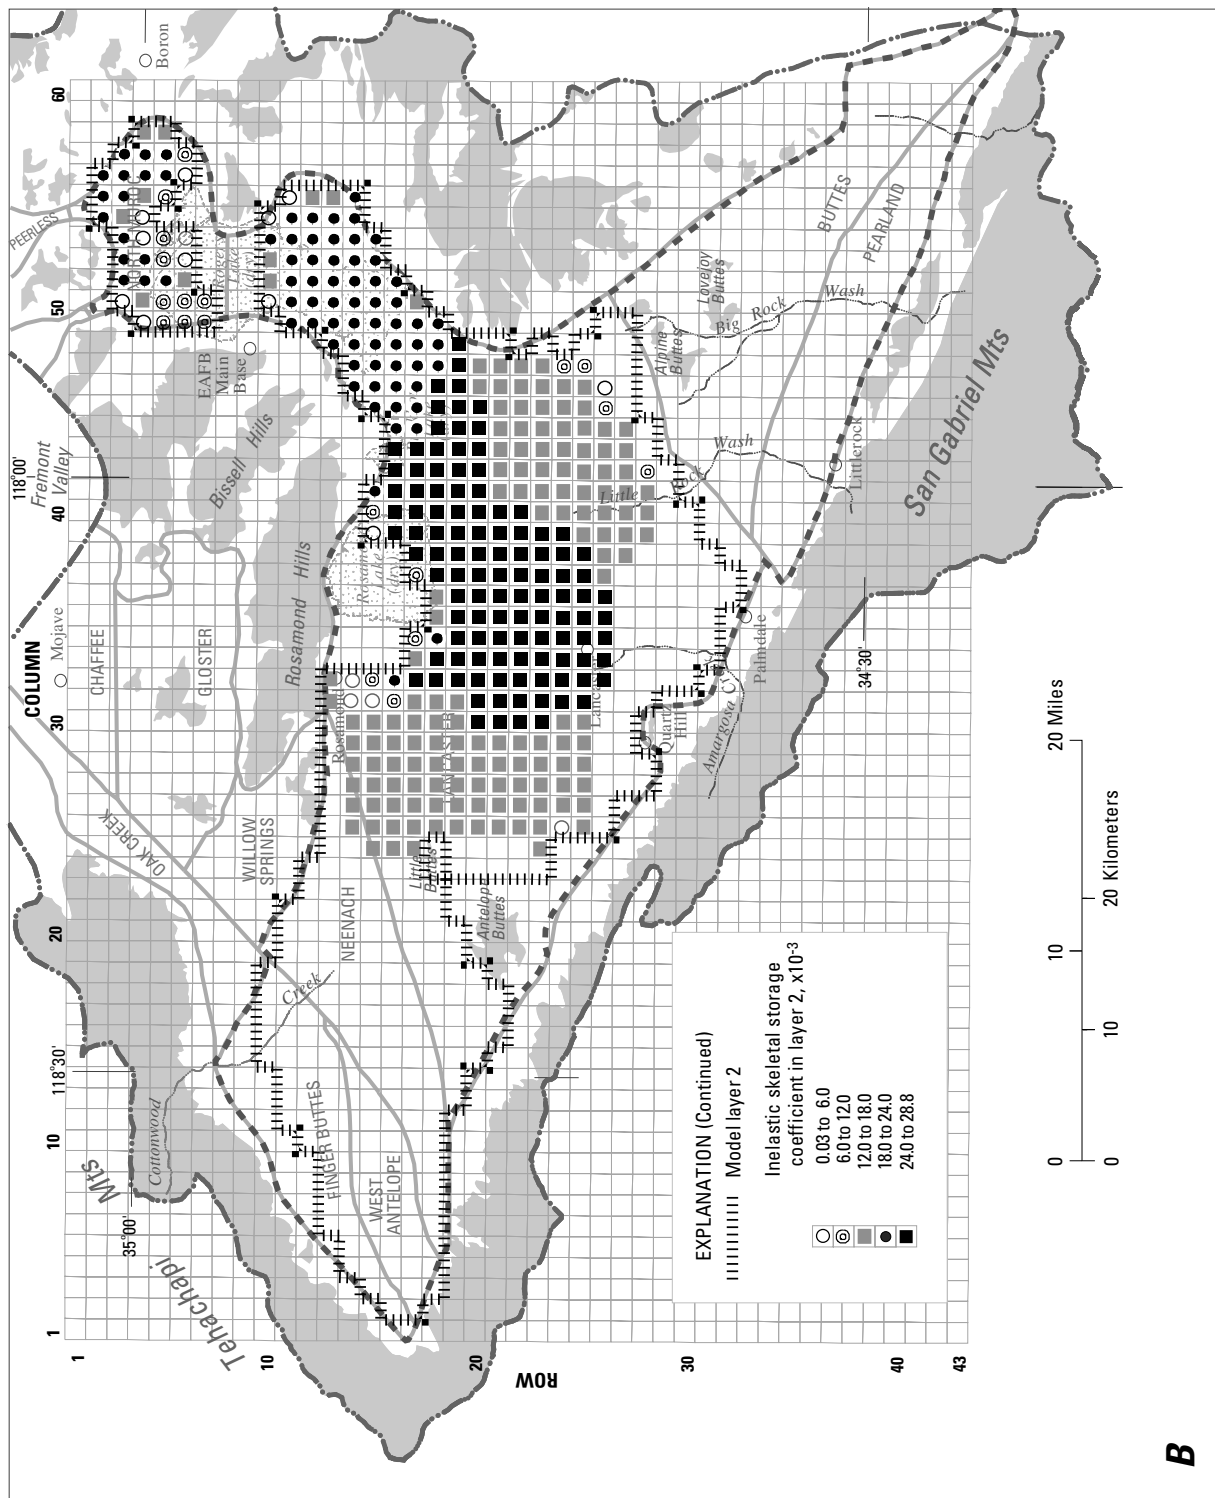 COLUMN
1
10
20
30
40
50
60
ROW
1
10
20
30
40
43
118°30'
118°00'
35°00'
34°30'
Tehachapi
Mts
Cottonwood
Creek
OAK CREEK
Mojave
CHAFFEE
GLOSTER
WILLOW
SPRINGS
NEENACH
FINGER BUTTES
WEST
ANTELOPE
Fremont
Valley
Bissell Hills
Rosamond Hills
Rosamond
EAFB
Main
Base
PEERLESS
Boron
Little
Buttes
Antelope
Buttes
LANCASTER
Lancaster
Quartz
Hill
Amargosa
Palmdale
Little
Rock
Wash
Littlerock
Alpine
Buttes
Lovejoy
Buttes
Big
Rock
Wash
BUTTES
PEARLAND
San Gabriel Mts
EXPLANATION (Continued)
Model layer 2
Inelastic skeletal storage
coefficient in layer 2, x10-3
0.03 to 6.0
6.0 to 12.0
12.0 to 18.0
18.0 to 24.0
24.0 to 28.8
0
10
20 Miles
0
10
20 Kilometers
B